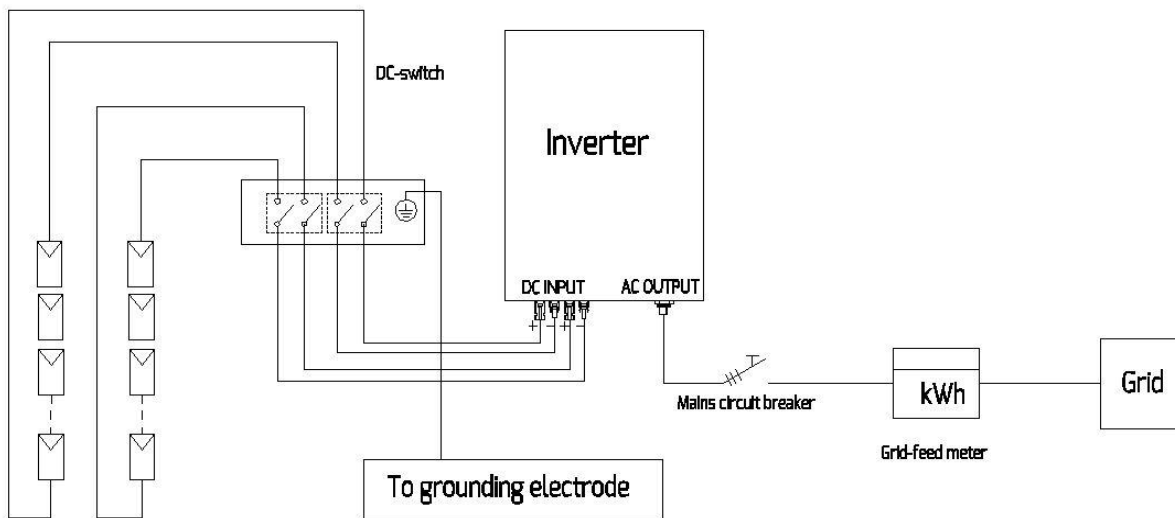 DC-switch
Inverter
DC INPUT
AC OUTPUT
+ - + -
Mains circuit breaker
kWh
Grid
Grid-feed meter
To grounding electrode